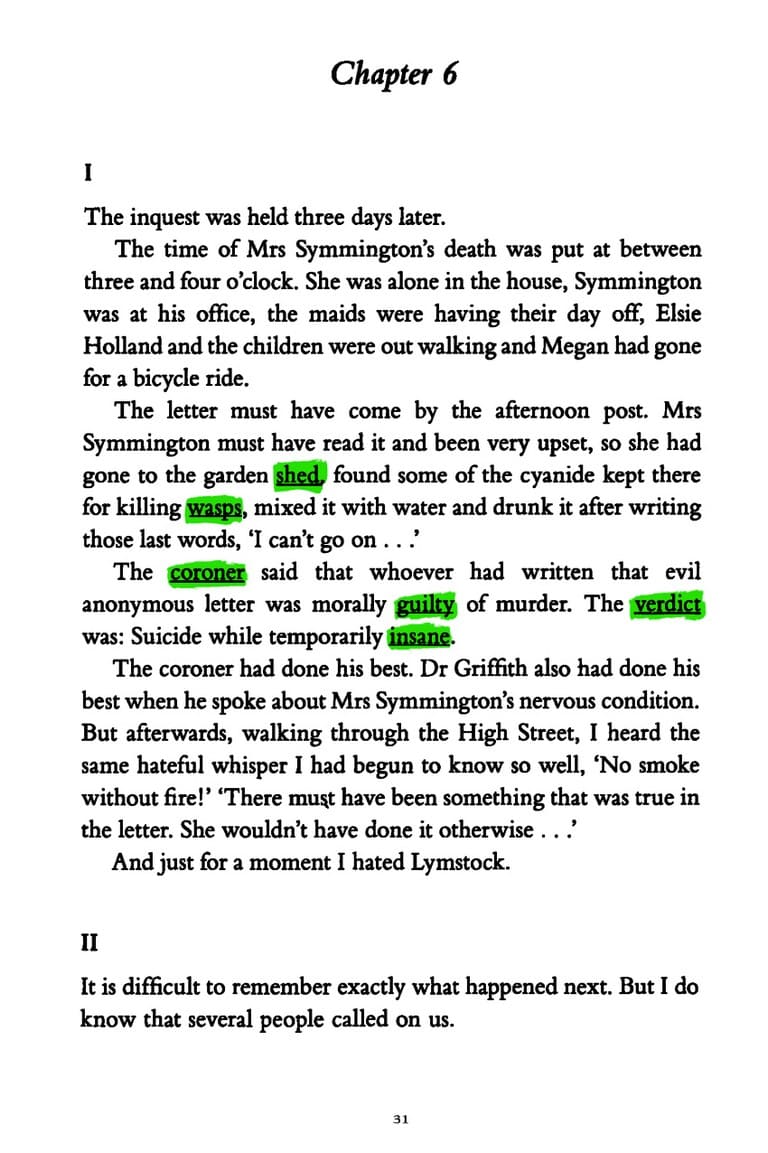 Chapter 6
I
The inquest was held three days later.
The time of Mrs Symmington's death was put at between
three and four o'clock. She was alone in the house, Symmington
was at his office, the maids were having their day off, Elsie
Holland and the children were out walking and Megan had gone
for a bicycle ride.
The letter must have come by the afternoon post. Mrs
Symmington must have read it and been very upset, so she had
gone to the garden shed, found some of the cyanide kept there
for killing wasps, mixed it with water and drunk it after writing
those last words, 'I can't go on . . .'
The coroner said that whoever had written that evil
anonymous letter was morally guilty of murder. The verdict
was: Suicide while temporarily insane.
The coroner had done his best. Dr Griffith also had done his
best when he spoke about Mrs Symmington's nervous condition.
But afterwards, walking through the High Street, I heard the
same hateful whisper I had begun to know so well, 'No smoke
without fire!' 'There must have been something that was true in
the letter. She wouldn't have done it otherwise . . .'
And just for a moment I hated Lymstock.
II
It is difficult to remember exactly what happened next. But I do
know that several people called on us.
31